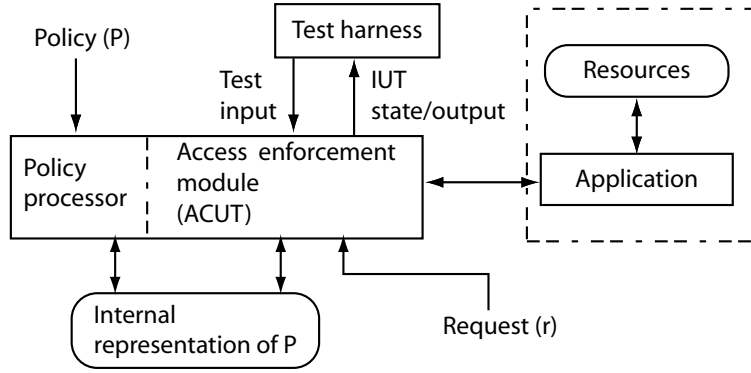 Policy (P)
Test harness
Test
input
IUT
state/output
Resources
Policy
processor
Access enforcement
module
(ACUT)
Application
Internal
representation of P
Request (r)